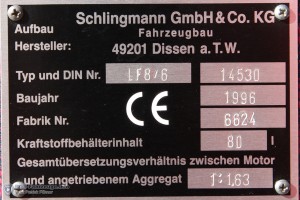 Schlingmann GmbH & Co. KG
Aufbau Fahrzeugbau
Hersteller: 49201 Dissen a.T.W.
Typ und DIN Nr. LF8/6 14530
Baujahr 1996
CE
Fabrik Nr. 6624
Kraftstoffbehälterinhalt 80 l
Gesamtübersetzungsverhältnis zwischen Motor
und angetriebenem Aggregat 1:1,63